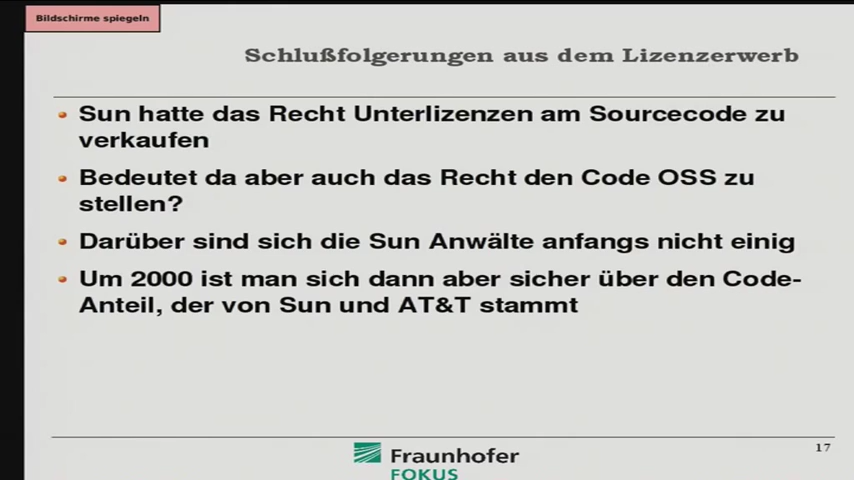 Bildschirme spiegeln
Schlußfolgerungen aus dem Lizenzerwerb
Sun hatte das Recht Unterlizenzen am Sourcecode zu
verkaufen
Bedeutet da aber auch das Recht den Code OSS zu
stellen?
Darüber sind sich die Sun Anwälte anfangs nicht einig
Um 2000 ist man sich dann aber sicher über den Code-
Anteil, der von Sun und AT&T stammt
17
Fraunhofer
FOKUS